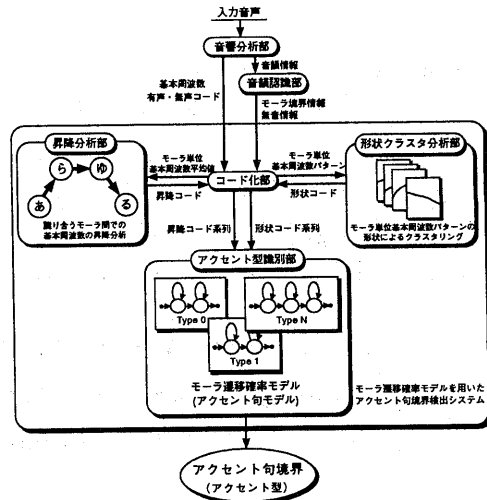 入力音声
音響分析部
音韻情報
音韻認識部
基本周波数
有声・無声コード
モーラ境界情報
無音情報
昇降分析部
ら
ゆ
あ
る
隣り合うモーラ間での
基本周波数の昇降分析
モーラ単位
基本周波数平均値
昇降コード
コード化部
モーラ単位
基本周波数パターン
形状コード
形状クラスタ分析部
モーラ単位基本周波数パターンの
形状によるクラスタリング
昇降コード系列
形状コード系列
アクセント型識別部
Type 0
Type N
Type 1
モーラ遷移確率モデル
(アクセント句モデル)
モーラ遷移確率モデルを用いた
アクセント句境界検出システム
アクセント句境界
(アクセント型)